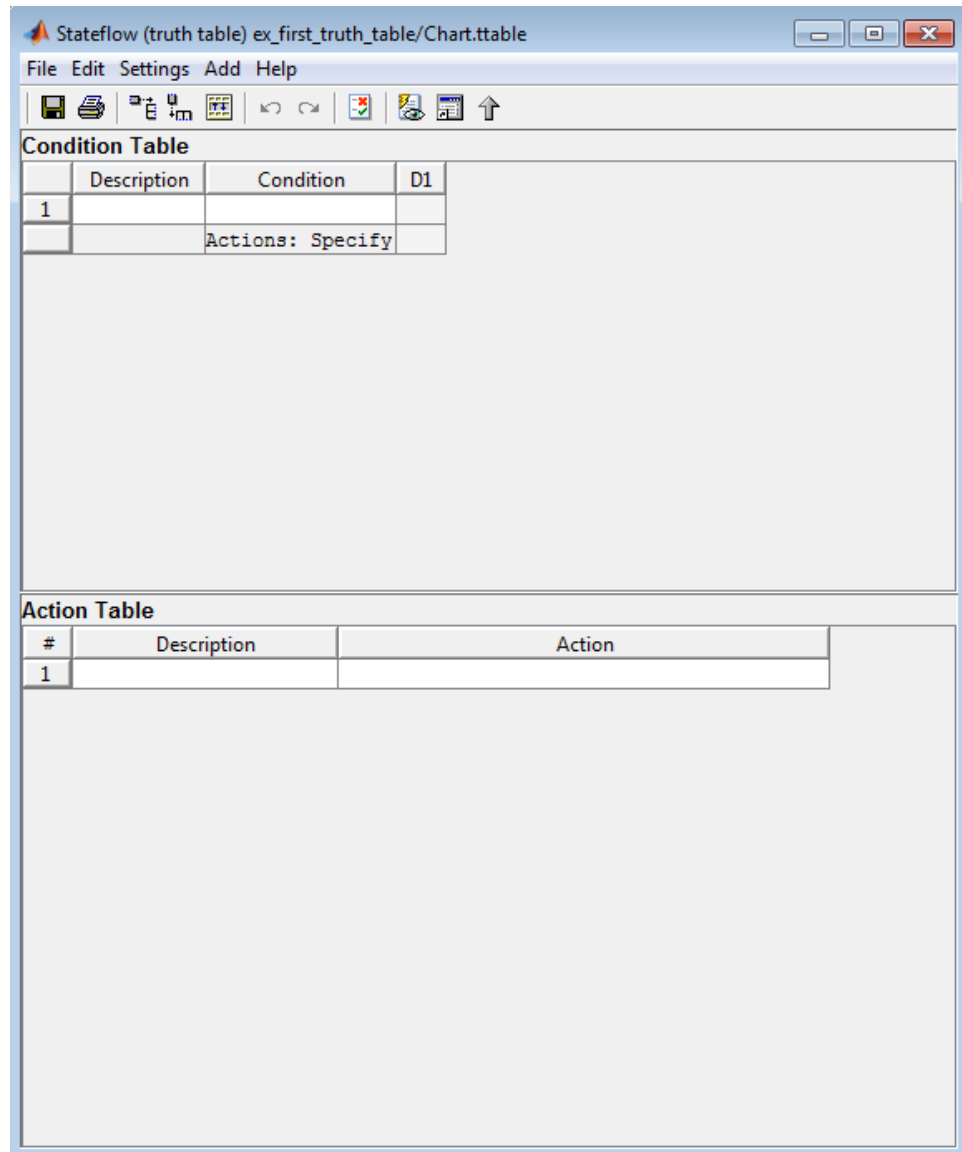 Stateflow (truth table) ex_first_truth_table/Chart.ttable
File Edit Settings Add Help
Condition Table
Description Condition D1
1
Actions: Specify
Action Table
# Description Action
1